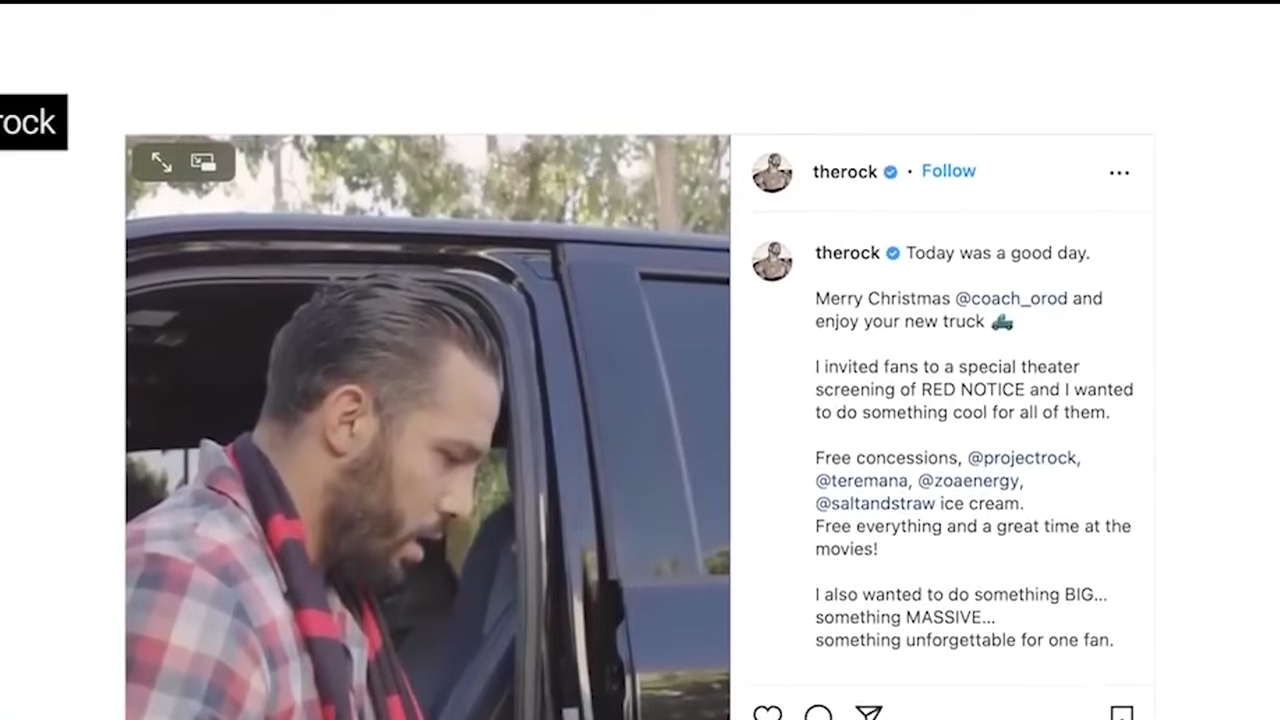 rock
therock • Follow
therock Today was a good day.
Merry Christmas @coach_orod and
enjoy your new truck
I invited fans to a special theater
screening of RED NOTICE and I wanted
to do something cool for all of them.
Free concessions, @projectrock,
@teremana, @zoaenergy,
@saltandstraw ice cream.
Free everything and a great time at the
movies!
I also wanted to do something BIG...
something MASSIVE...
something unforgettable for one fan.